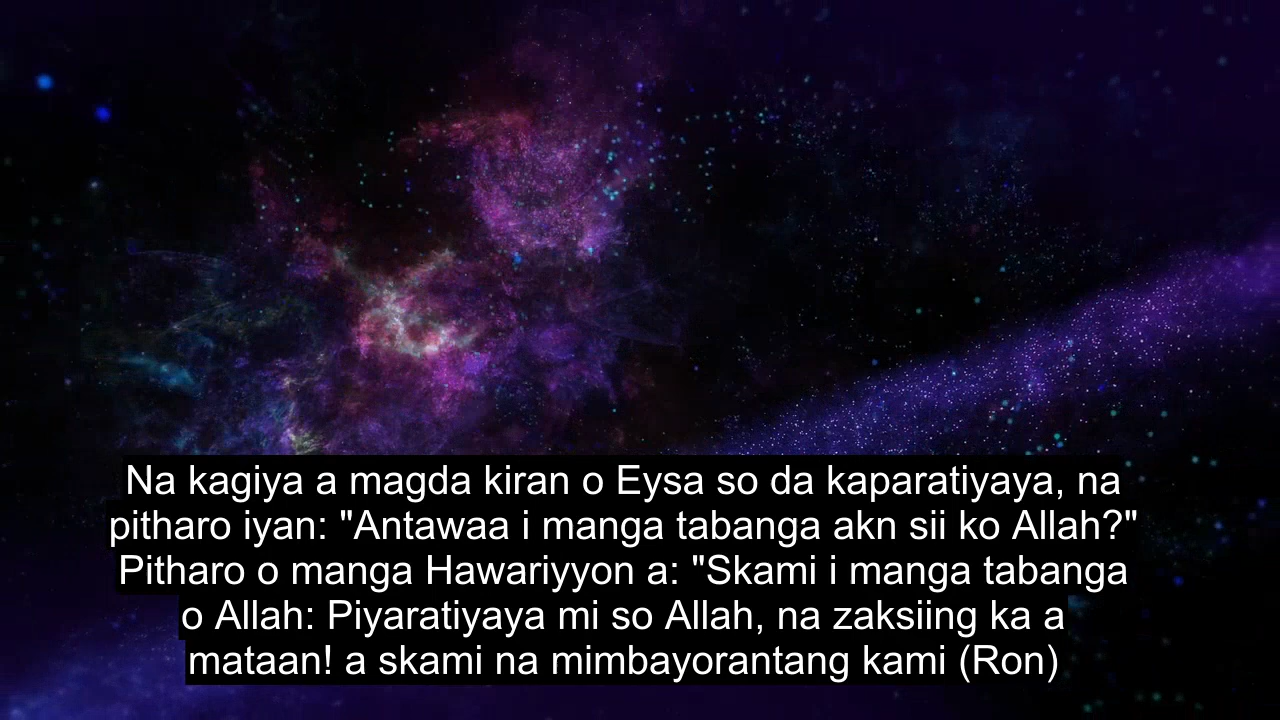 Na kagiya a magda kiran o Eysa so da kaparatiyaya, na
pitharo iyan: "Antawaa i manga tabanga akn sii ko Allah?"
Pitharo o manga Hawariyyon a: "Skami i manga tabanga
o Allah: Piyaratiyaya mi so Allah, na zaksiing ka a
mataan! a skami na mimbayorantang kami (Ron)